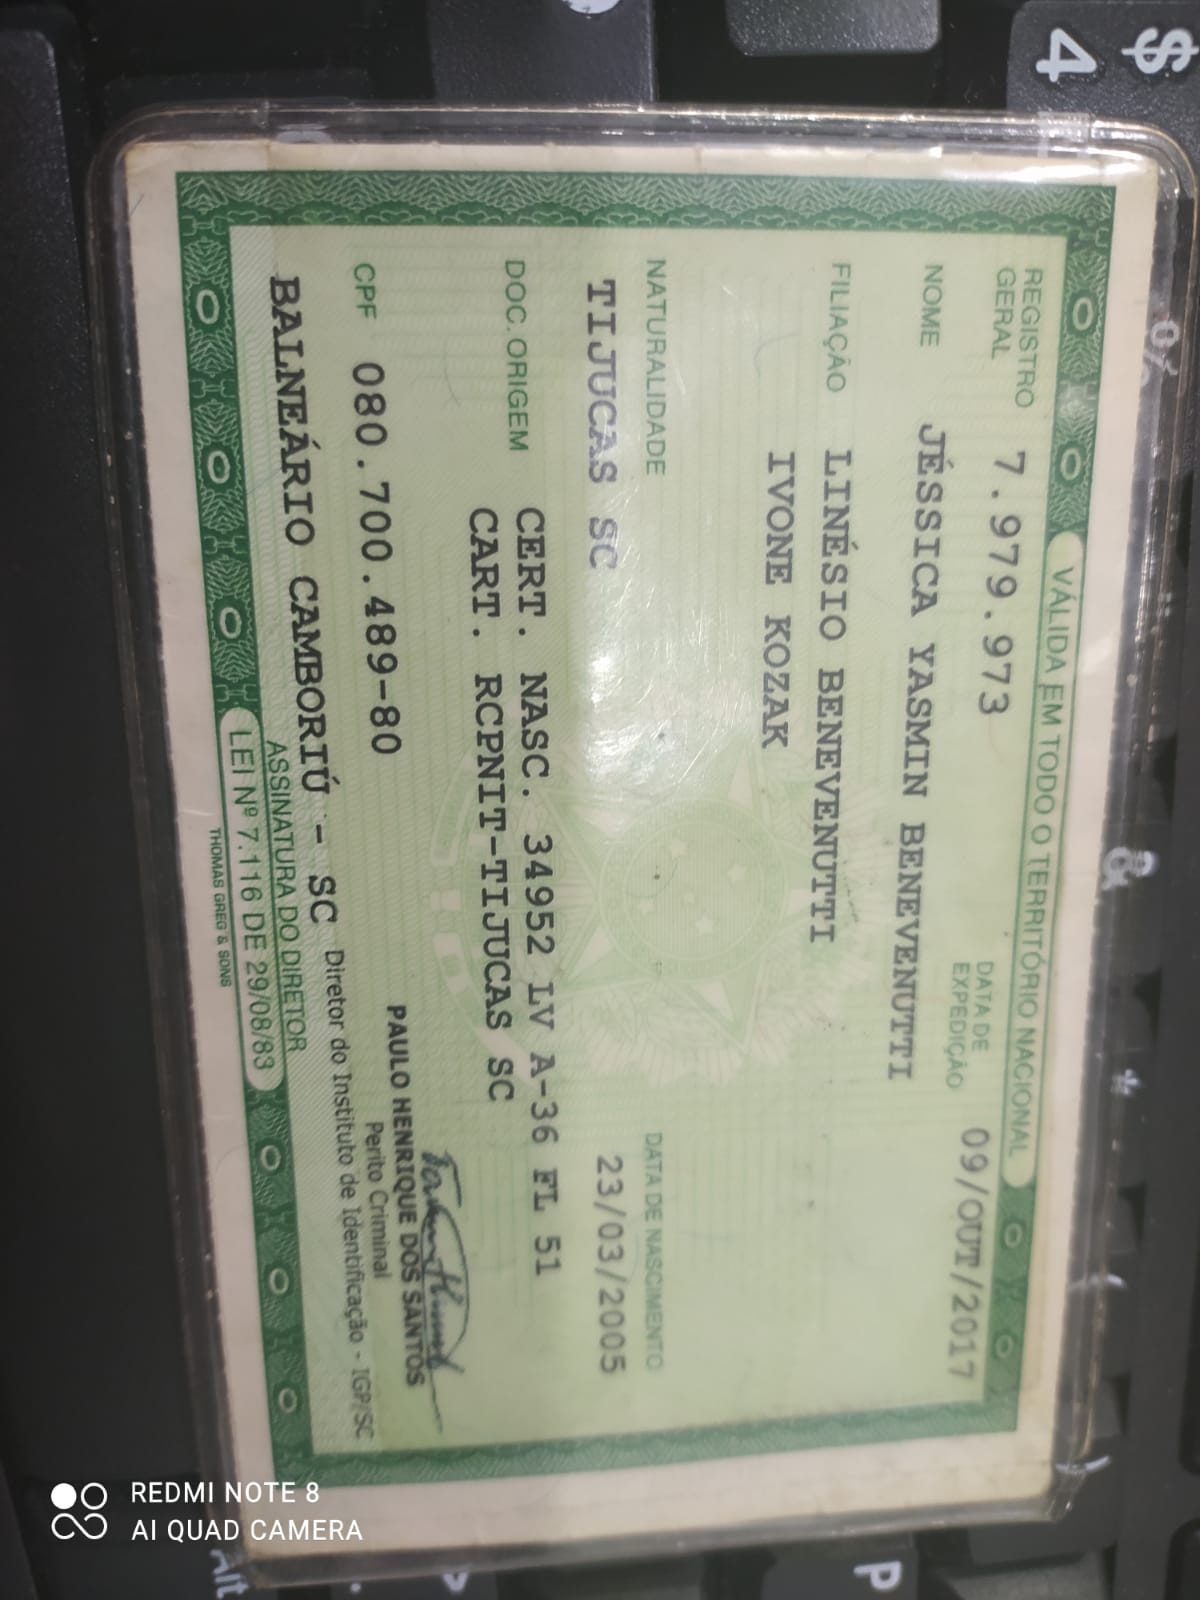 VÁLIDA EM TODO O TERRITÓRIO NACIONAL
REGISTRO GERAL 7.979.973 DATA DE EXPEDIÇÃO 09/OUT/2017
NOME JÉSSICA YASMIN BENEVENUTTI
FILIAÇÃO LINÉSIO BENEVENUTTI
IVONE KOZAK
NATURALIDADE DATA DE NASCIMENTO
TIJUCAS SC 23/03/2005
DOC. ORIGEM CERT. NASC. 34952 LV A-36 FL 51
CART. RCPNIT-TIJUCAS SC
CPF 080.700.489-80
PAULO HENRIQUE DOS SANTOS
Perito Criminal
Diretor do Instituto de Identificação - IGP/SC
BALNEÁRIO CAMBORIÚ - SC
ASSINATURA DO DIRETOR
LEI Nº 7.116 DE 29/08/83
THOMAS GREG & SONS
$
4
%
&
*
(
)
P
Alt
REDMI NOTE 8
AI QUAD CAMERA